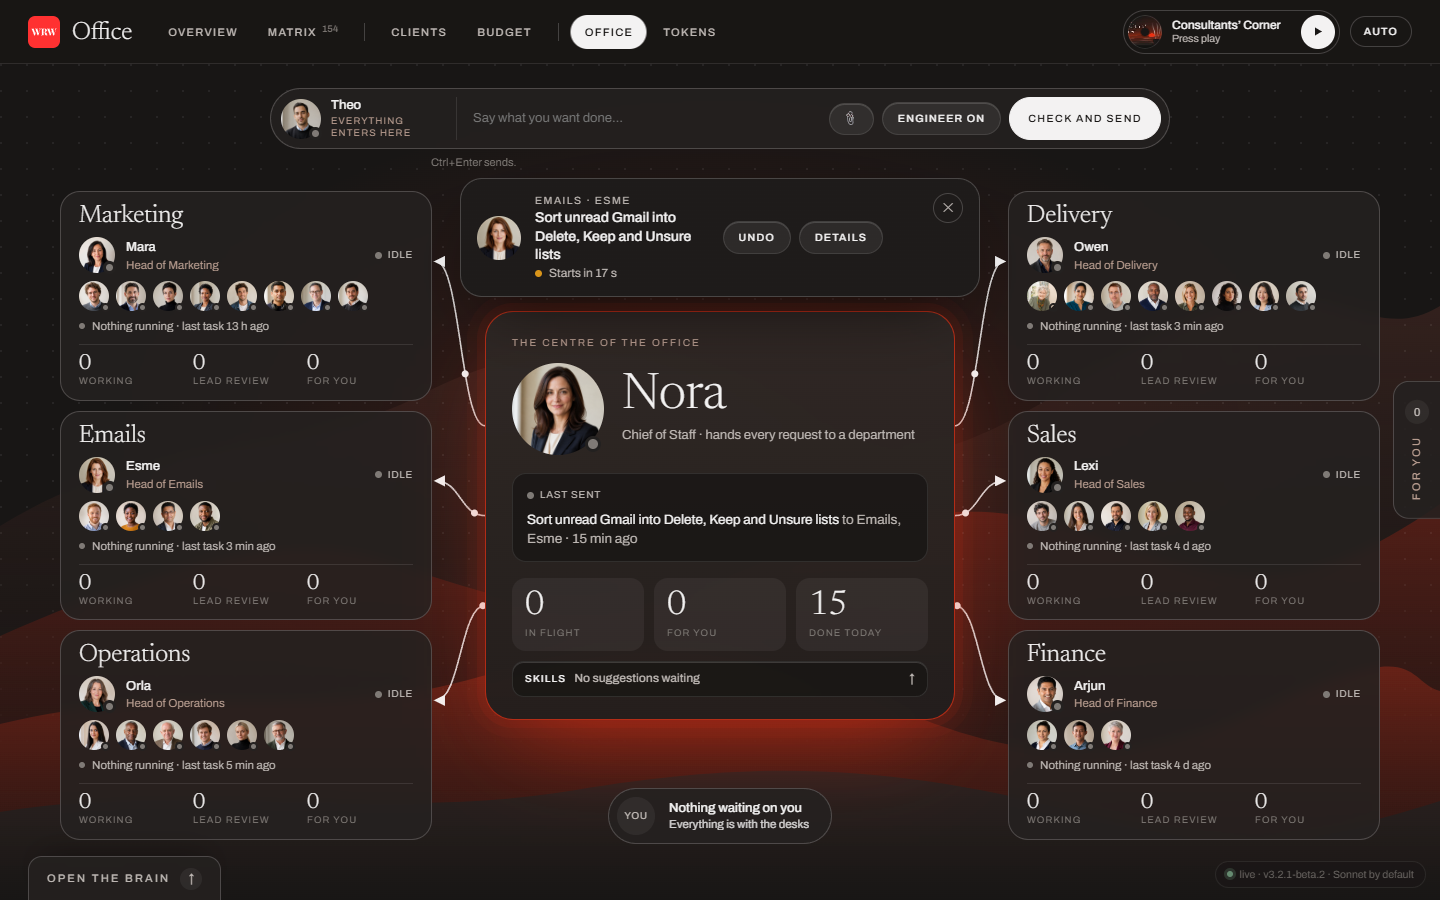 WRW Office OVERVIEW MATRIX 154 CLIENTS BUDGET OFFICE TOKENS
Consultants' Corner
Press play
AUTO
Theo
EVERYTHING
ENTERS HERE
Say what you want done...
ENGINEER ON
CHECK AND SEND
Ctrl+Enter sends.
Marketing
Mara
Head of Marketing
IDLE
Nothing running · last task 13 h ago
0 0 0
WORKING LEAD REVIEW FOR YOU
Emails
Esme
Head of Emails
IDLE
Nothing running · last task 3 min ago
0 0 0
WORKING LEAD REVIEW FOR YOU
Operations
Orla
Head of Operations
IDLE
Nothing running · last task 5 min ago
0 0 0
WORKING LEAD REVIEW FOR YOU
EMAILS · ESME
Sort unread Gmail into
Delete, Keep and Unsure
lists
Starts in 17 s
UNDO
DETAILS
THE CENTRE OF THE OFFICE
Nora
Chief of Staff · hands every request to a department
LAST SENT
Sort unread Gmail into Delete, Keep and Unsure lists to Emails,
Esme · 15 min ago
0 0 15
IN FLIGHT FOR YOU DONE TODAY
SKILLS No suggestions waiting
YOU
Nothing waiting on you
Everything is with the desks
Delivery
Owen
Head of Delivery
IDLE
Nothing running · last task 3 min ago
0 0 0
WORKING LEAD REVIEW FOR YOU
Sales
Lexi
Head of Sales
IDLE
Nothing running · last task 4 d ago
0 0 0
WORKING LEAD REVIEW FOR YOU
Finance
Arjun
Head of Finance
IDLE
Nothing running · last task 4 d ago
0 0 0
WORKING LEAD REVIEW FOR YOU
0
FOR YOU
OPEN THE BRAIN
live · v3.2.1-beta.2 · Sonnet by default